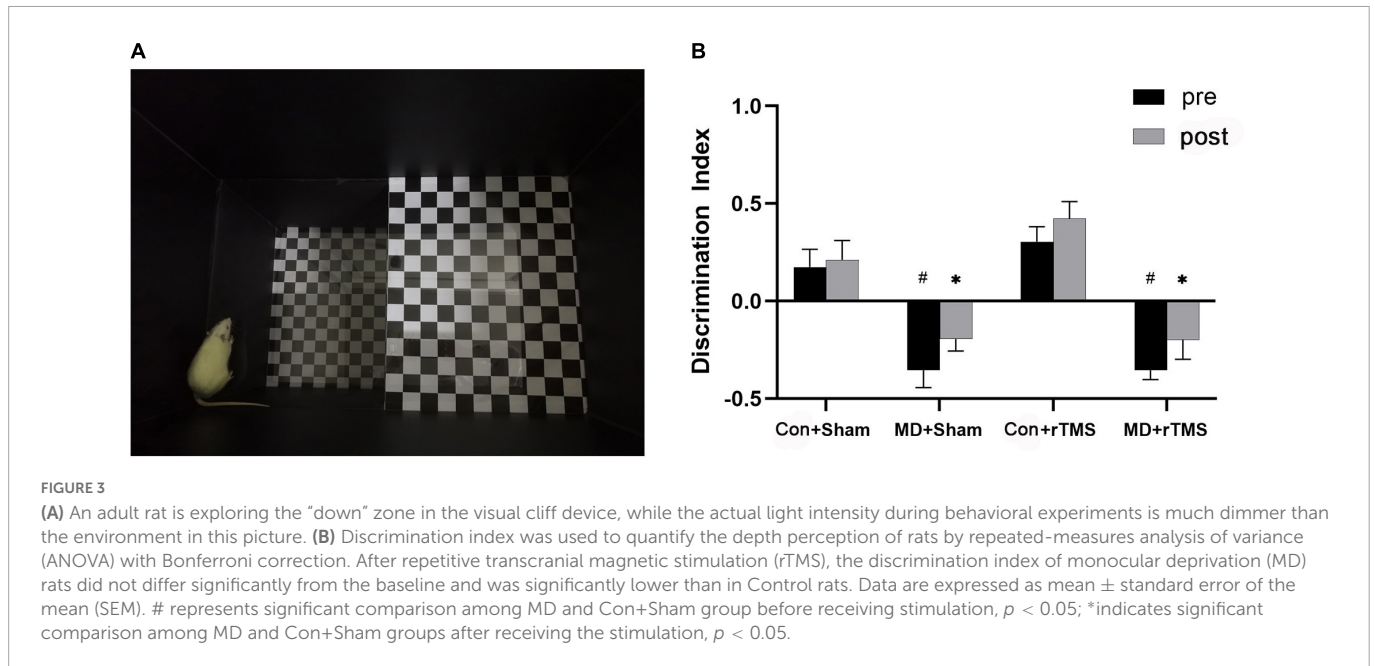 A
B
pre
post
1.0
0.5
0.0
-0.5
Discrimination Index
# * # *
Con+Sham MD+Sham Con+rTMS MD+rTMS
FIGURE 3
(A) An adult rat is exploring the “down” zone in the visual cliff device, while the actual light intensity during behavioral experiments is much dimmer than
the environment in this picture. (B) Discrimination index was used to quantify the depth perception of rats by repeated-measures analysis of variance
(ANOVA) with Bonferroni correction. After repetitive transcranial magnetic stimulation (rTMS), the discrimination index of monocular deprivation (MD)
rats did not differ significantly from the baseline and was significantly lower than in Control rats. Data are expressed as mean ± standard error of the
mean (SEM). # represents significant comparison among MD and Con+Sham group before receiving stimulation, p < 0.05; *indicates significant
comparison among MD and Con+Sham groups after receiving the stimulation, p < 0.05.